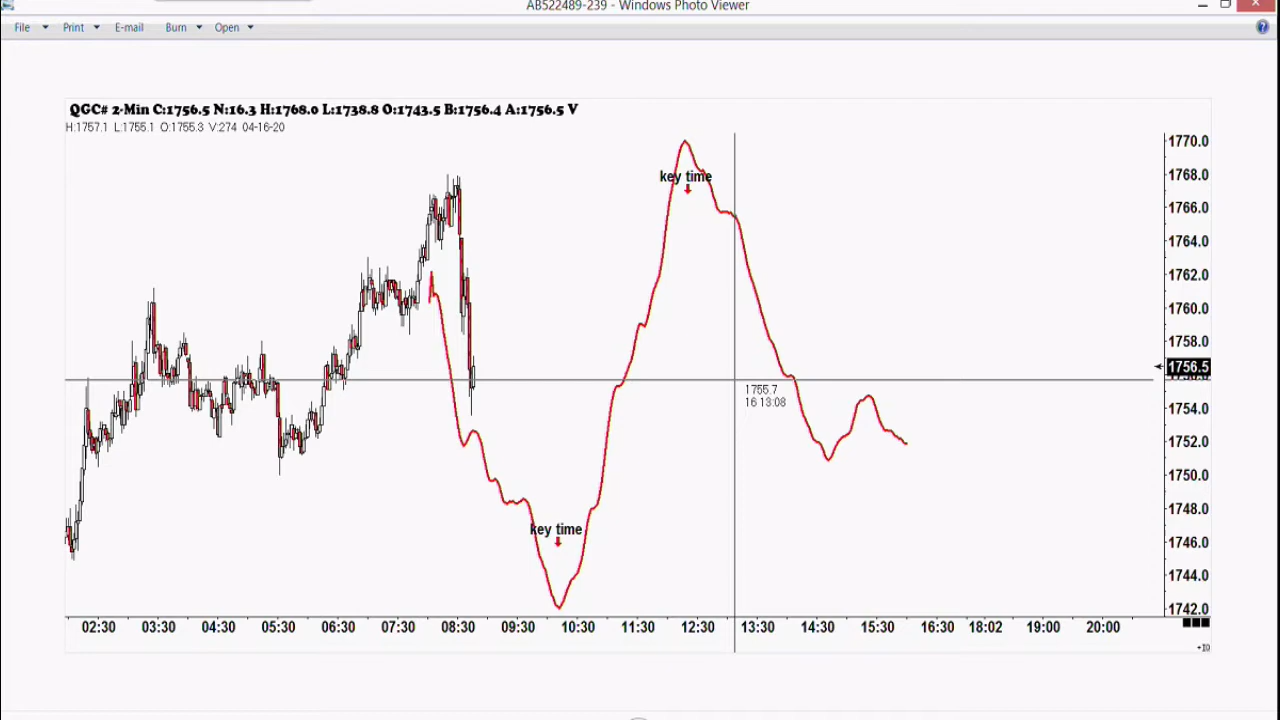 AB522489-239 - Windows Photo Viewer
File Print E-mail Burn Open
QGC# 2-Min C:1756.5 N:16.3 H:1768.0 L:1738.8 O:1743.5 B:1756.4 A:1756.5 V
H:1757.1 L:1755.1 O:1755.3 V:274 04-16-20
1770.0
key time
1768.0
1766.0
1764.0
1762.0
1760.0
1758.0
1756.5
1755.7
16 13:08
1754.0
1752.0
1750.0
1748.0
key time
1746.0
1744.0
1742.0
02:30 03:30 04:30 05:30 06:30 07:30 08:30 09:30 10:30 11:30 12:30 13:30 14:30 15:30 16:30 18:02 19:00 20:00